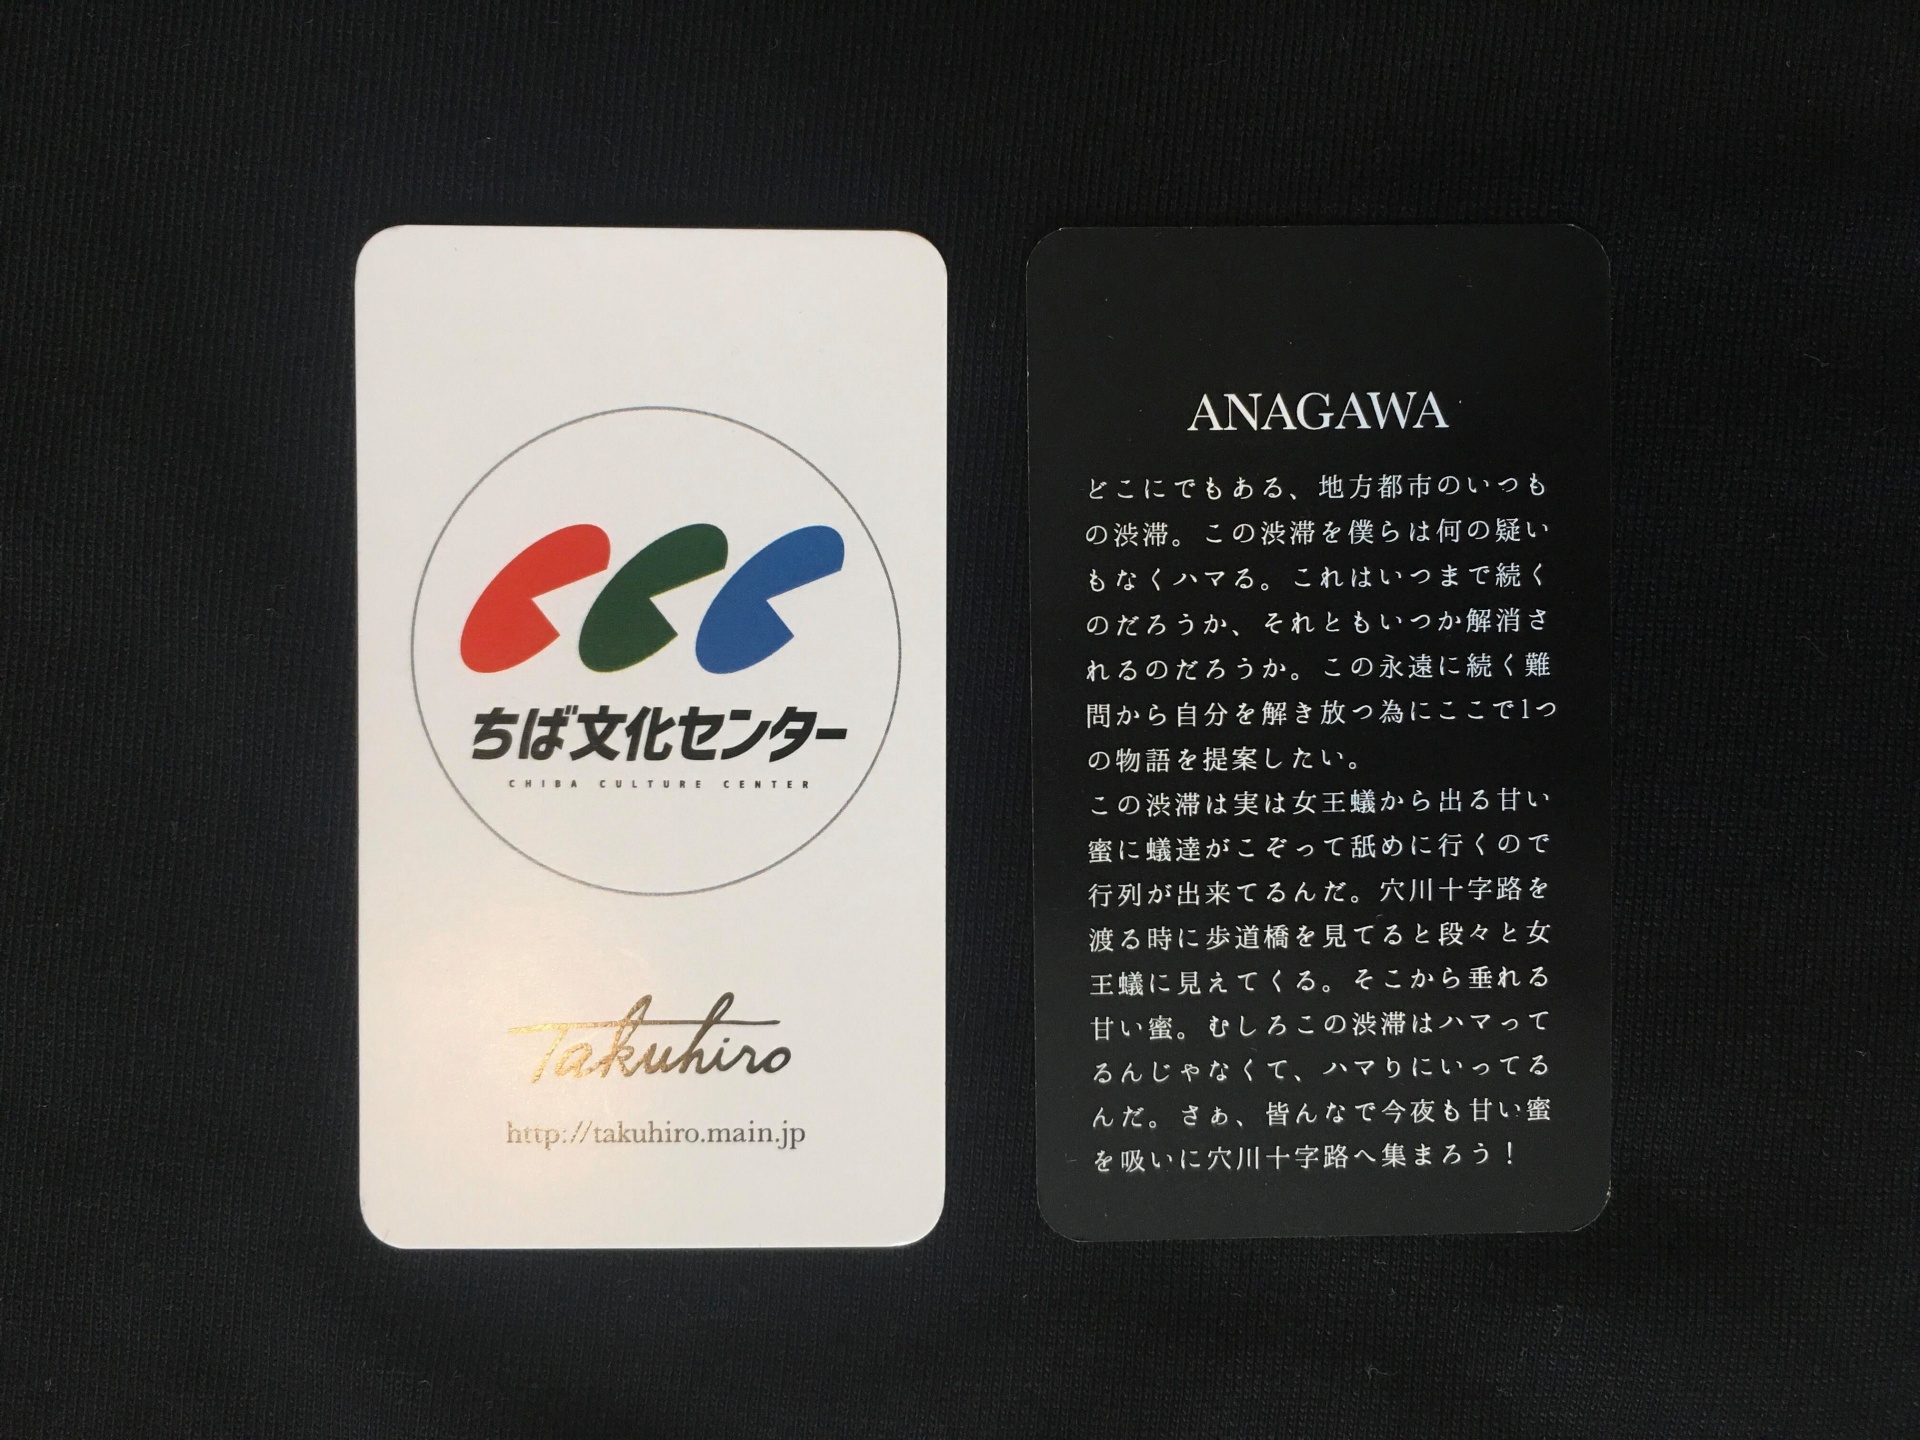 ちば文化センター
CHIBA CULTURE CENTER
Takuhiro
http://takuhiro.main.jp
ANAGAWA
どこにでもある、地方都市のいつも
の渋滞。この渋滞を僕らは何の疑い
もなくハマる。これはいつまで続く
のだろうか、それともいつか解消さ
れるのだろうか。この永遠に続く難
問から自分を解き放つ為にここで1つ
の物語を提案したい。
この渋滞は実は女王蟻から出る甘い
蜜に蟻達がこぞって舐めに行くので
行列が出来てるんだ。穴川十字路を
渡る時に歩道橋を見てると段々と女
王蟻に見えてくる。そこから垂れる
甘い蜜。むしろこの渋滞はハマって
るんじゃなくて、ハマりにいってる
んだ。さぁ、皆んなで今夜も甘い蜜
を吸いに穴川十字路へ集まろう！